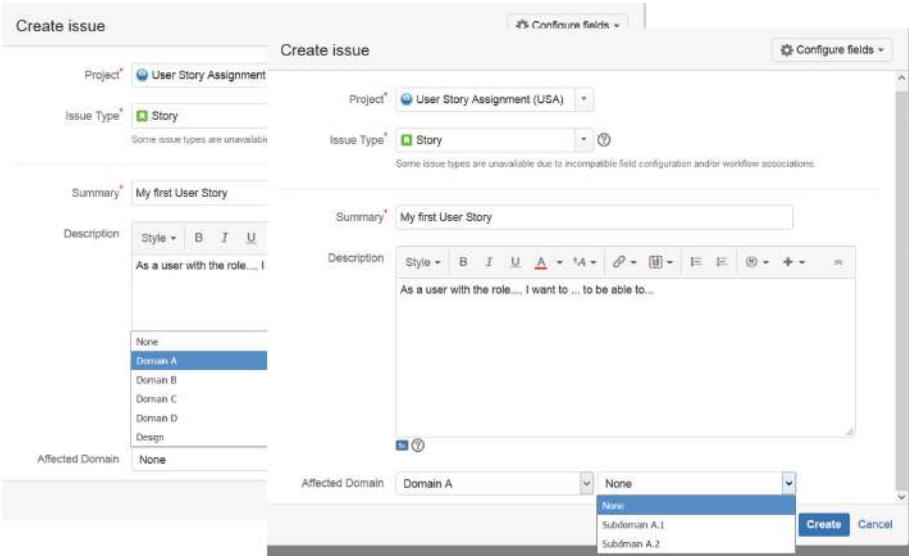 Create issue
Configure fields
Project* User Story Assignment
Issue Type* Story
Some issue types are unavailable
Summary* My first User Story
Description
Style B I U
As a user with the role..., I
None
Domain A
Domain B
Domain C
Domain D
Design
Affected Domain None
Create issue
Configure fields
Project* User Story Assignment (USA)
Issue Type* Story
Some issue types are unavailable due to incompatible field configuration and/or workflow associations.
Summary* My first User Story
Description
Style B I U A
As a user with the role..., I want to ... to be able to...
Affected Domain Domain A None
None
Subdomain A.1
Subdmain A.2
Create Cancel